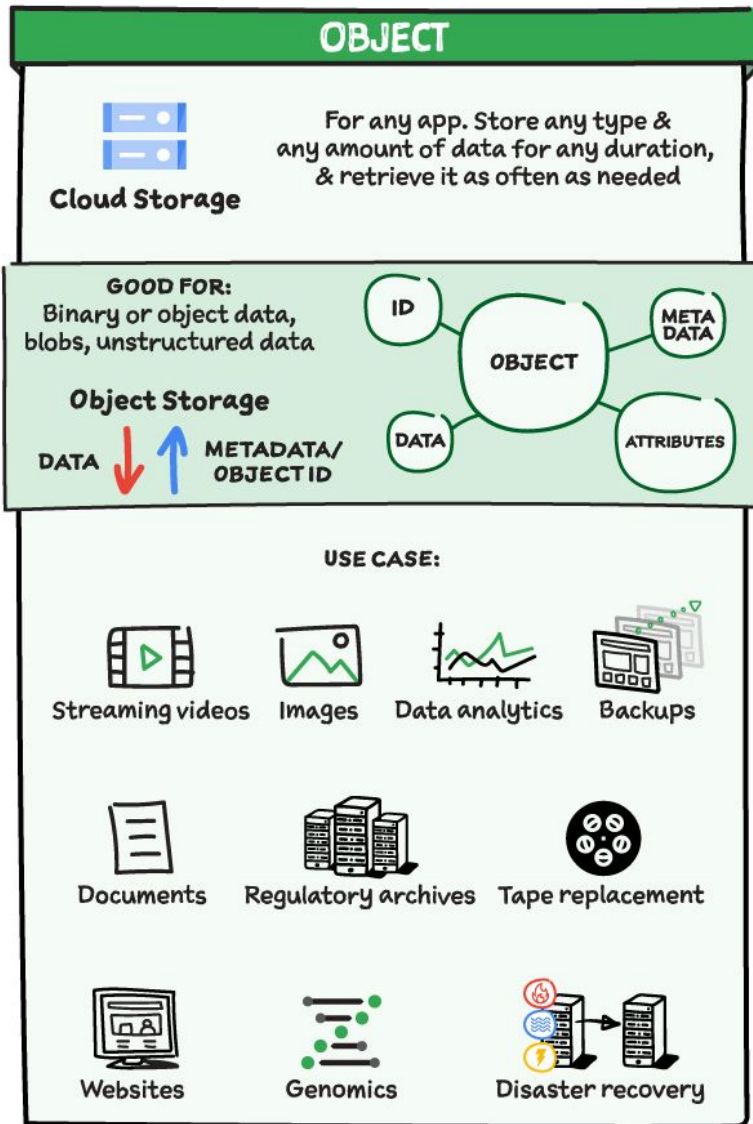 OBJECT
Cloud Storage
For any app. Store any type &
any amount of data for any duration,
& retrieve it as often as needed
GOOD FOR:
Binary or object data,
blobs, unstructured data
Object Storage
DATA
METADATA/
OBJECT ID
ID
META
DATA
OBJECT
DATA
ATTRIBUTES
USE CASE:
Streaming videos
Images
Data analytics
Backups
Documents
Regulatory archives
Tape replacement
Websites
Genomics
Disaster recovery